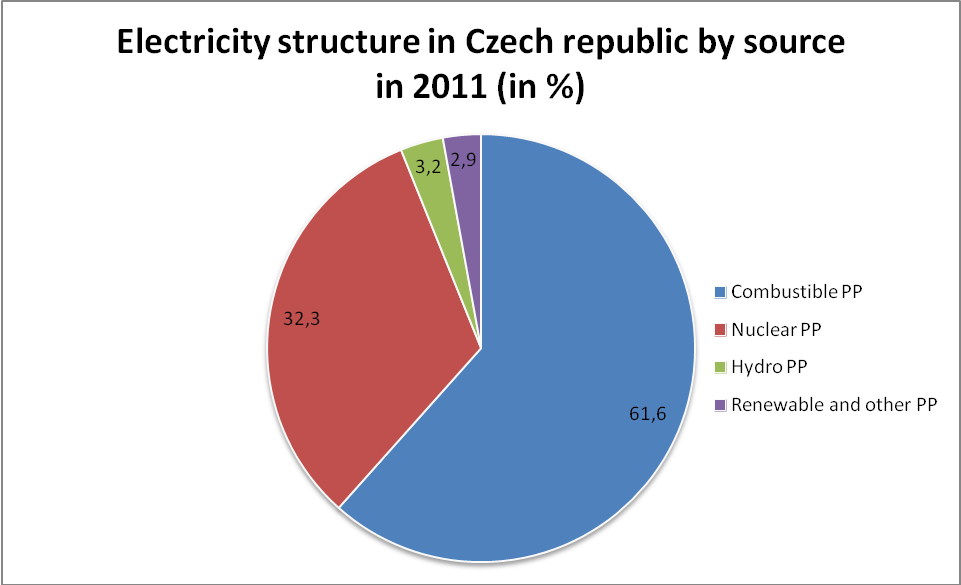 Electricity structure in Czech republic by source
in 2011 (in %)
3,2
2,9
32,3
61,6
Combustible PP
Nuclear PP
Hydro PP
Renewable and other PP